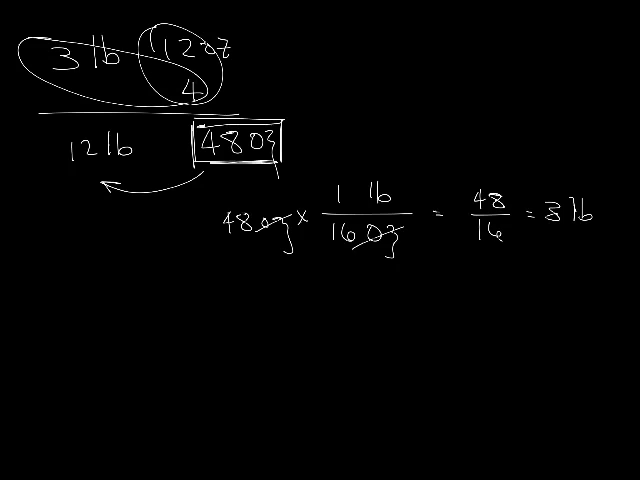 3 lb 12 oz
4
12 lb 48 oz
48 oz × 1 lb / 16 oz = 48 / 16 = 3 lb